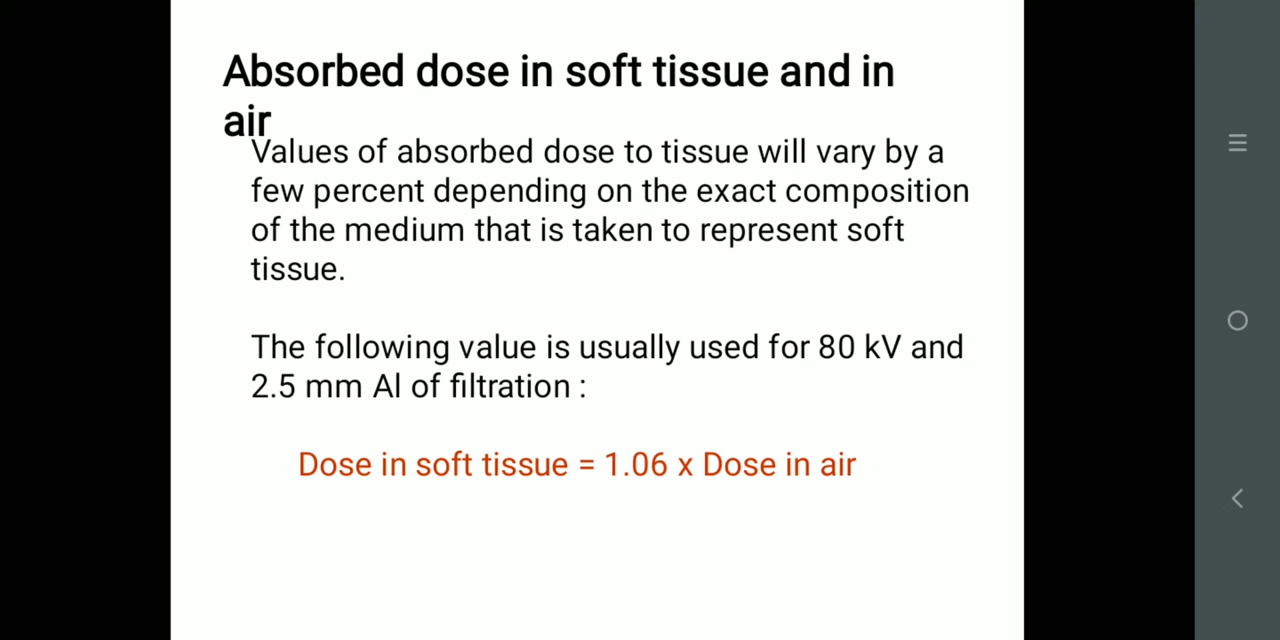 Absorbed dose in soft tissue and in
air
Values of absorbed dose to tissue will vary by a
few percent depending on the exact composition
of the medium that is taken to represent soft
tissue.
The following value is usually used for 80 kV and
2.5 mm Al of filtration :
Dose in soft tissue = 1.06 x Dose in air